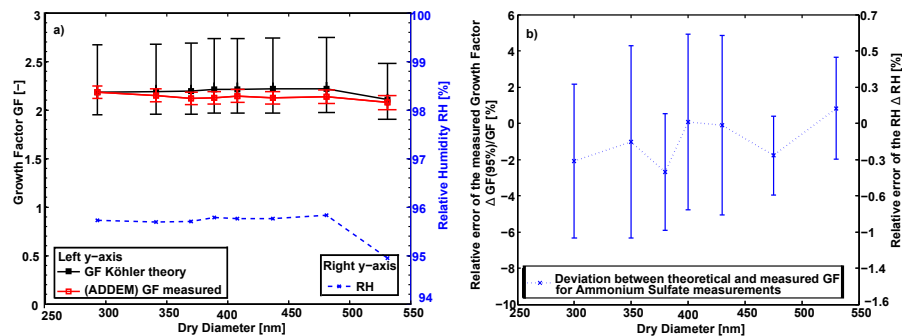 a)
Growth Factor GF [–]
3
2.5
2
1.5
1
0.5
0
250 300 350 400 450 500 550
Dry Diameter [nm]
100
99
98
97
96
95
94
Relative Humidity RH [%]
Left y−axis
GF Köhler theory
(ADDEM) GF measured
Right y−axis
RH
b)
Relative error of the measured Growth Factor
Δ GF(95%)/GF [%]
6
4
2
0
−2
−4
−6
−8
−10
250 300 350 400 450 500 550
Dry Diameter [nm]
0.7
0.5
0.3
0
−0.3
−0.6
−1
−1.4
−1.6
Relative error of the RH Δ RH [%]
Deviation between theoretical and measured GF
for Ammonium Sulfate measurements